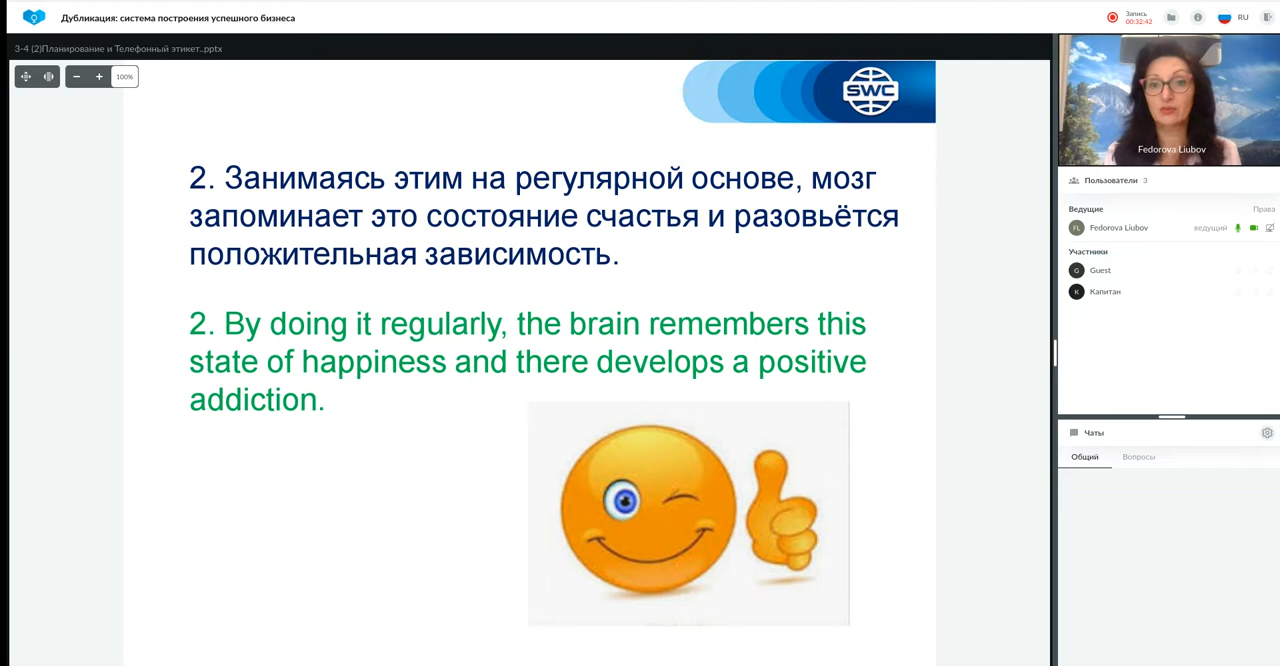 Дубликация: система построения успешного бизнеса
Запись
00:32:42
RU
3-4 (2)Планирование и Телефонный этикет..pptx
100%
SWC
2. Занимаясь этим на регулярной основе, мозг
запоминает это состояние счастья и разовьётся
положительная зависимость.
2. By doing it regularly, the brain remembers this
state of happiness and there develops a positive
addiction.
Fedorova Liubov
Пользователи 3
Ведущие Права
FL Fedorova Liubov ведущий
Участники
G Guest
K Капитан
Чаты
Общий Вопросы